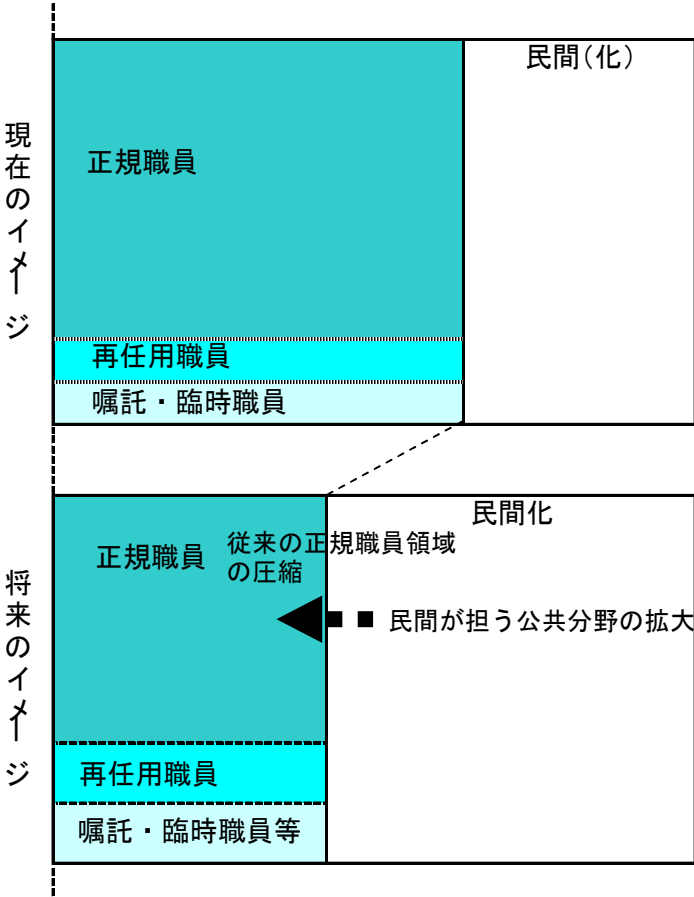 現在のイメージ
民間（化）
正規職員
再任用職員
嘱託・臨時職員
将来のイメージ
民間化
正規職員
従来の正規職員領域
の圧縮
民間が担う公共分野の拡大
再任用職員
嘱託・臨時職員等